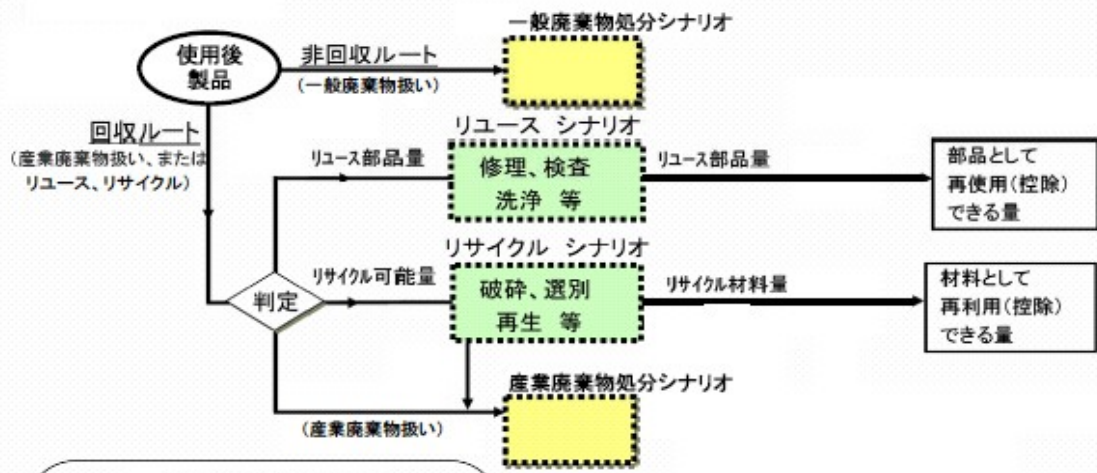 一般廃棄物処分シナリオ
使用後
製品
非回収ルート
(一般廃棄物扱い)
回収ルート
(産業廃棄物扱い、または
リユース、リサイクル)
リユース シナリオ
リユース部品量
修理、検査
洗浄 等
リユース部品量
部品として
再使用(控除)
できる量
リサイクル シナリオ
判定
リサイクル可能量
破砕、選別
再生 等
リサイクル材料量
材料として
再利用(控除)
できる量
産業廃棄物処分シナリオ
(産業廃棄物扱い)